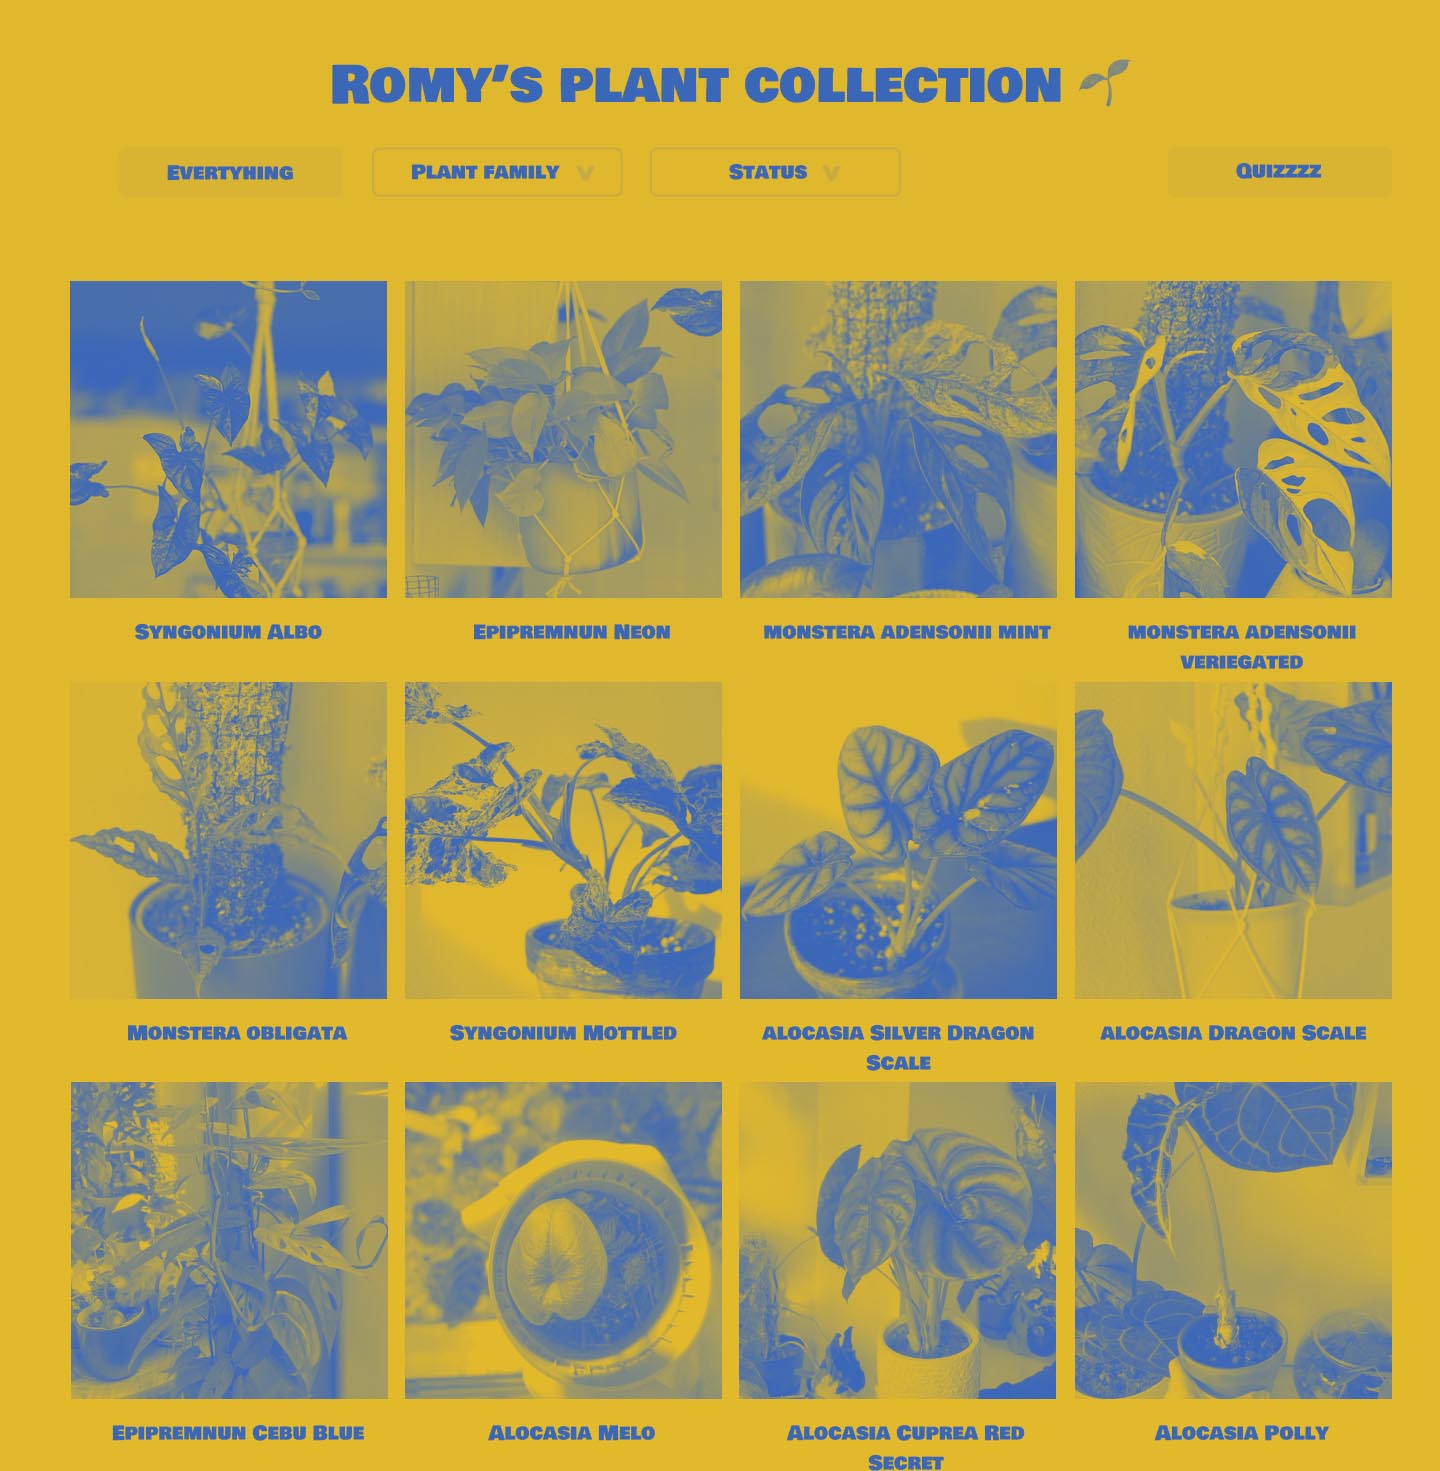 Romy's plant collection
Evertyhing
Plant family
Status
Quizzzz
Syngonium Albo
Epipremnun Neon
monstera adensonii mint
monstera adensonii
veriegated
Monstera obligata
Syngonium Mottled
alocasia Silver Dragon
Scale
alocasia Dragon Scale
Epipremnun Cebu Blue
Alocasia Melo
Alocasia Cuprea Red
Secret
Alocasia Polly